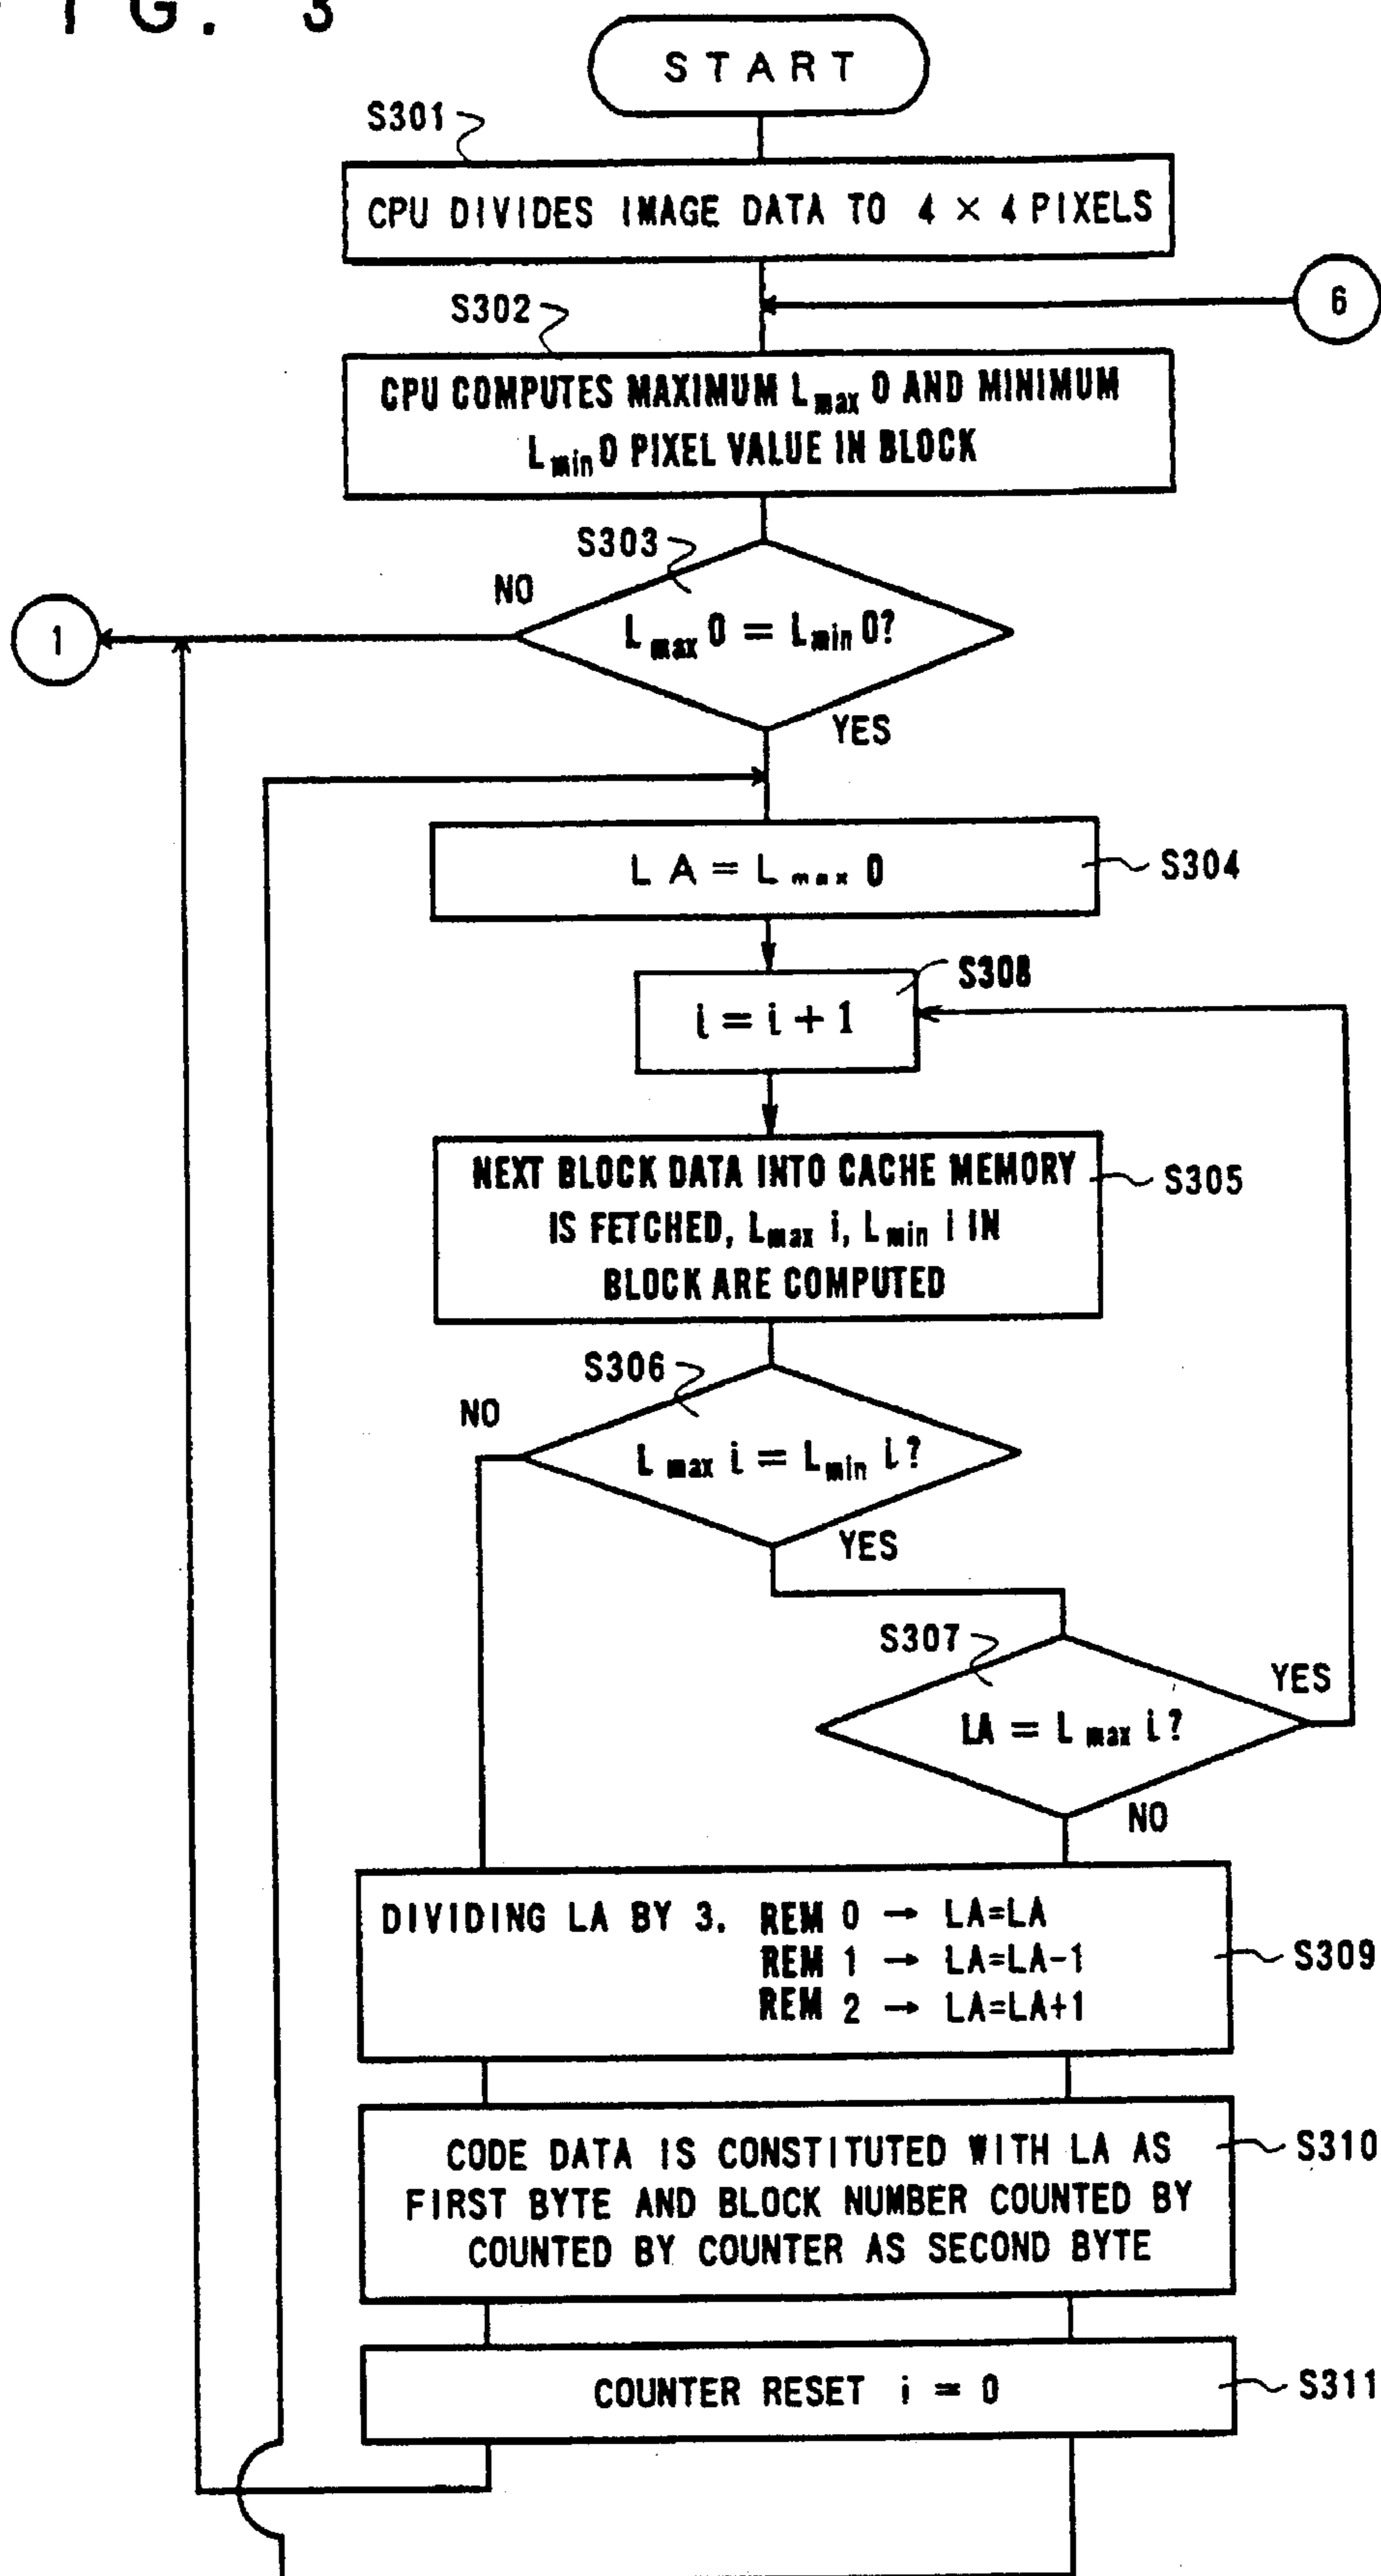 I G. 3
START
S301
CPU DIVIDES IMAGE DATA TO 4 × 4 PIXELS
6
S302
CPU COMPUTES MAXIMUM Lmax 0 AND MINIMUM
Lmin 0 PIXEL VALUE IN BLOCK
S303
NO
1
Lmax 0 = Lmin 0?
YES
LA = Lmax 0
S304
S308
i = i + 1
NEXT BLOCK DATA INTO CACHE MEMORY
IS FETCHED, Lmax i, Lmin i IN
BLOCK ARE COMPUTED
S305
S306
NO
Lmax i = Lmin i?
YES
S307
YES
LA = Lmax i?
NO
DIVIDING LA BY 3. REM 0 → LA=LA
REM 1 → LA=LA-1
REM 2 → LA=LA+1
S309
CODE DATA IS CONSTITUTED WITH LA AS
FIRST BYTE AND BLOCK NUMBER COUNTED BY
COUNTED BY COUNTER AS SECOND BYTE
S310
COUNTER RESET i = 0
S311